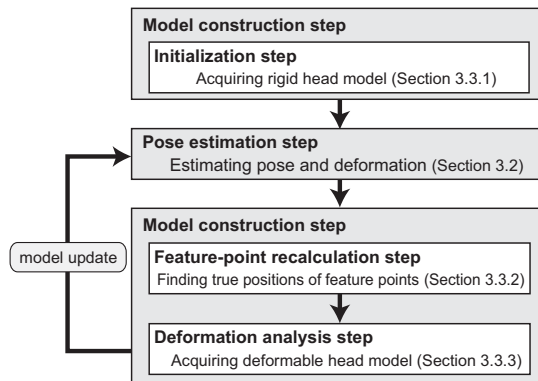 Model construction step
Initialization step
Acquiring rigid head model (Section 3.3.1)
Pose estimation step
Estimating pose and deformation (Section 3.2)
Model construction step
model update
Feature-point recalculation step
Finding true positions of feature points (Section 3.3.2)
Deformation analysis step
Acquiring deformable head model (Section 3.3.3)